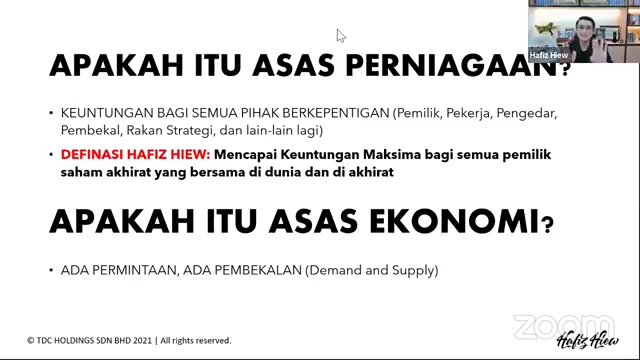 Hafiz Hiew
APAKAH ITU ASAS PERNIAGAAN?
• KEUNTUNGAN BAGI SEMUA PIHAK BERKEPENTIGAN (Pemilik, Pekerja, Pengedar,
Pembekal, Rakan Strategi, dan lain-lain lagi)
• DEFINASI HAFIZ HIEW: Mencapai Keuntungan Maksima bagi semua pemilik
saham akhirat yang bersama di dunia dan di akhirat
APAKAH ITU ASAS EKONOMI?
• ADA PERMINTAAN, ADA PEMBEKALAN (Demand and Supply)
zoom
© TDC HOLDINGS SDN BHD 2021 | All rights reserved.
Hafiz Hiew